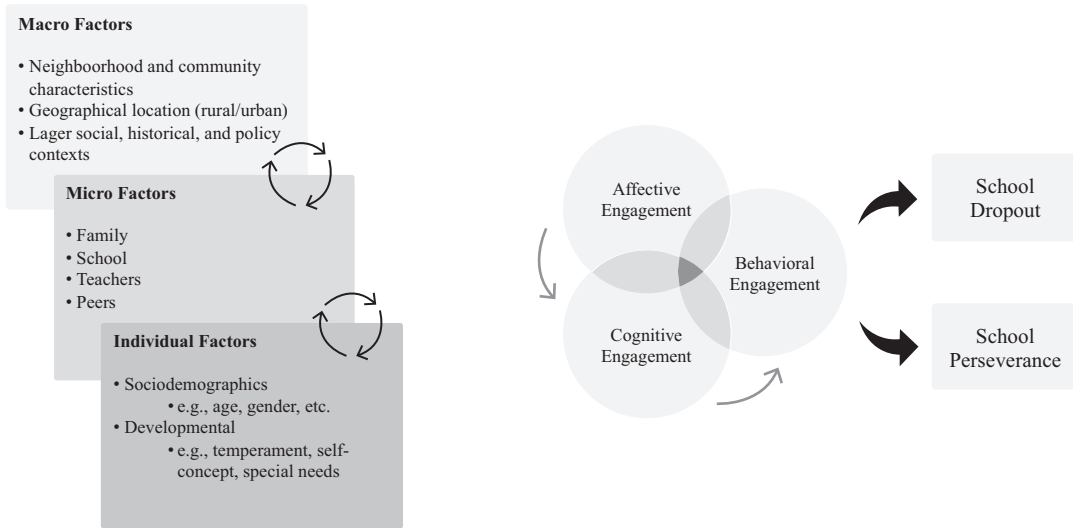 Macro Factors
• Neighboorhood and community
characteristics
• Geographical location (rural/urban)
• Lager social, historical, and policy
contexts
Micro Factors
• Family
• School
• Teachers
• Peers
Individual Factors
• Sociodemographics
• e.g., age, gender, etc.
• Developmental
• e.g., temperament, self-
concept, special needs
Affective
Engagement
Behavioral
Engagement
Cognitive
Engagement
School
Dropout
School
Perseverance